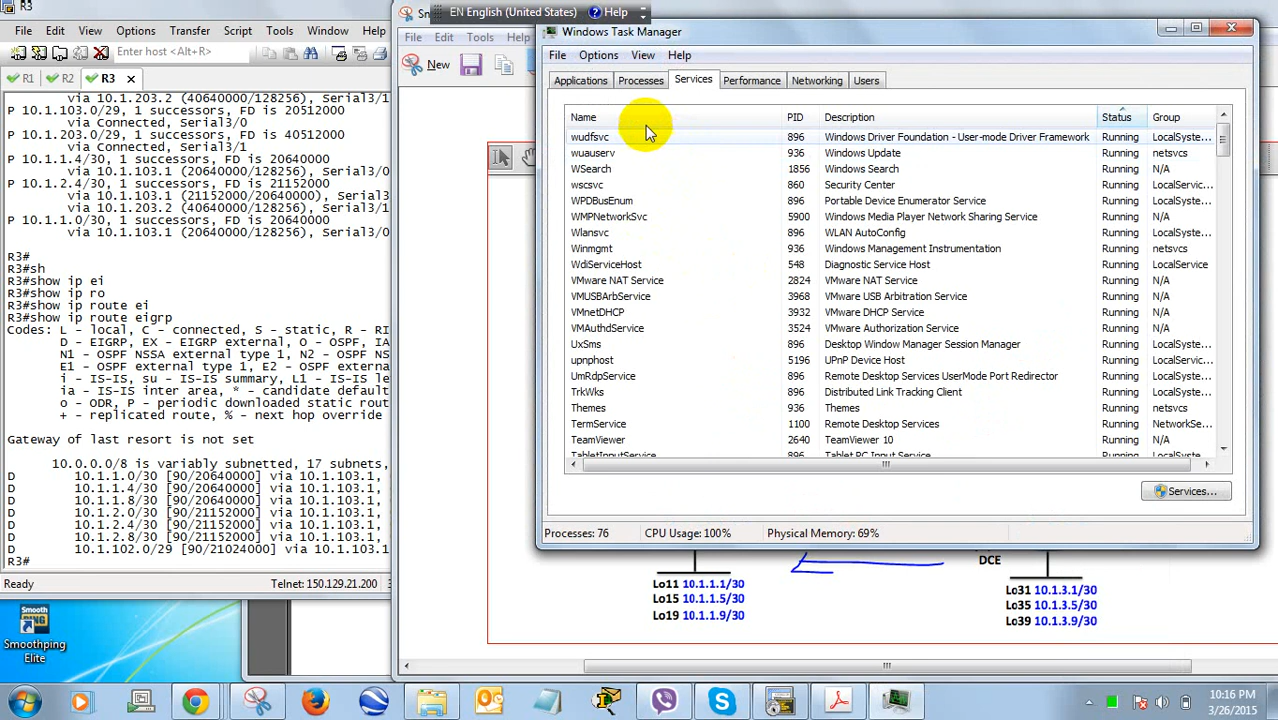 R3
File Edit View Options Transfer Script Tools Window Help
Enter host <Alt+R>
R1 R2 R3
via 10.1.203.2 (40640000/128256), Serial3/1
P 10.1.103.0/29, 1 successors, FD is 20512000
via Connected, Serial3/0
P 10.1.203.0/29, 1 successors, FD is 40512000
via Connected, Serial3/1
P 10.1.1.4/30, 1 successors, FD is 20640000
via 10.1.103.1 (20640000/128256), Serial3/0
P 10.1.2.4/30, 1 successors, FD is 21152000
via 10.1.103.1 (21152000/20640000), Serial3/0
via 10.1.203.2 (40640000/128256), Serial3/1
P 10.1.1.0/30, 1 successors, FD is 20640000
via 10.1.103.1 (20640000/128256), Serial3/0
R3#
R3#sh
R3#show ip ei
R3#show ip ro
R3#show ip route ei
R3#show ip route eigrp
Codes: L - local, C - connected, S - static, R - RI
D - EIGRP, EX - EIGRP external, O - OSPF, IA
N1 - OSPF NSSA external type 1, N2 - OSPF NS
E1 - OSPF external type 1, E2 - OSPF externa
i - IS-IS, su - IS-IS summary, L1 - IS-IS le
ia - IS-IS inter area, * - candidate default
o - ODR, P - periodic downloaded static rout
+ - replicated route, % - next hop override
Gateway of last resort is not set
10.0.0.0/8 is variably subnetted, 17 subnets,
D 10.1.1.0/30 [90/20640000] via 10.1.103.1,
D 10.1.1.4/30 [90/20640000] via 10.1.103.1,
D 10.1.1.8/30 [90/20640000] via 10.1.103.1,
D 10.1.2.0/30 [90/21152000] via 10.1.103.1,
D 10.1.2.4/30 [90/21152000] via 10.1.103.1,
D 10.1.2.8/30 [90/21152000] via 10.1.103.1,
D 10.1.102.0/29 [90/21024000] via 10.1.103.1
R3#
Ready Telnet: 150.129.21.200
Smooth
PING
Smoothping
Elite
Sn
EN English (United States) Help
File Edit Tools Help
New
Windows Task Manager
File Options View Help
Applications Processes Services Performance Networking Users
Name PID Description Status Group
wudfsvc 896 Windows Driver Foundation - User-mode Driver Framework Running LocalSyste...
wuauserv 936 Windows Update Running netsvcs
WSearch 1856 Windows Search Running N/A
wscsvc 860 Security Center Running LocalServic...
WPDBusEnum 896 Portable Device Enumerator Service Running LocalSyste...
WMPNetworkSvc 5900 Windows Media Player Network Sharing Service Running N/A
Wlansvc 896 WLAN AutoConfig Running LocalSyste...
Winmgmt 936 Windows Management Instrumentation Running netsvcs
WdiServiceHost 548 Diagnostic Service Host Running LocalService
VMware NAT Service 2824 VMware NAT Service Running N/A
VMUSBArbService 3968 VMware USB Arbitration Service Running N/A
VMnetDHCP 3932 VMware DHCP Service Running N/A
VMAuthdService 3524 VMware Authorization Service Running N/A
UxSms 896 Desktop Window Manager Session Manager Running LocalSyste...
upnphost 5196 UPnP Device Host Running LocalServic...
UmRdpService 896 Remote Desktop Services UserMode Port Redirector Running LocalSyste...
TrkWks 896 Distributed Link Tracking Client Running LocalSyste...
Themes 936 Themes Running netsvcs
TermService 1100 Remote Desktop Services Running NetworkSe...
TeamViewer 2640 TeamViewer 10 Running N/A
TabletInputService 896 Tablet PC Input Service Running LocalSyste...
Services...
Processes: 76 CPU Usage: 100% Physical Memory: 69%
DCE
Lo11 10.1.1.1/30
Lo15 10.1.1.5/30
Lo19 10.1.1.9/30
Lo31 10.1.3.1/30
Lo35 10.1.3.5/30
Lo39 10.1.3.9/30
10:16 PM
3/26/2015